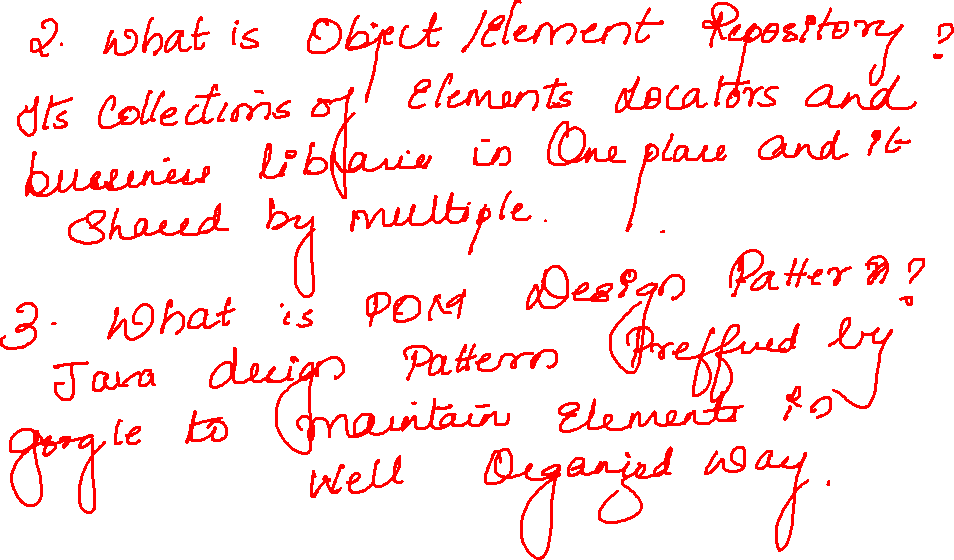 2. What is Object / Element Repository ?
Its Collections of Elements Locators and
bussiness libraries in One place and it
Shared by multiple.
3. What is POM Design Pattern ?
Java design Pattern Preffred by
google to maintain Elements in
well Organized way.